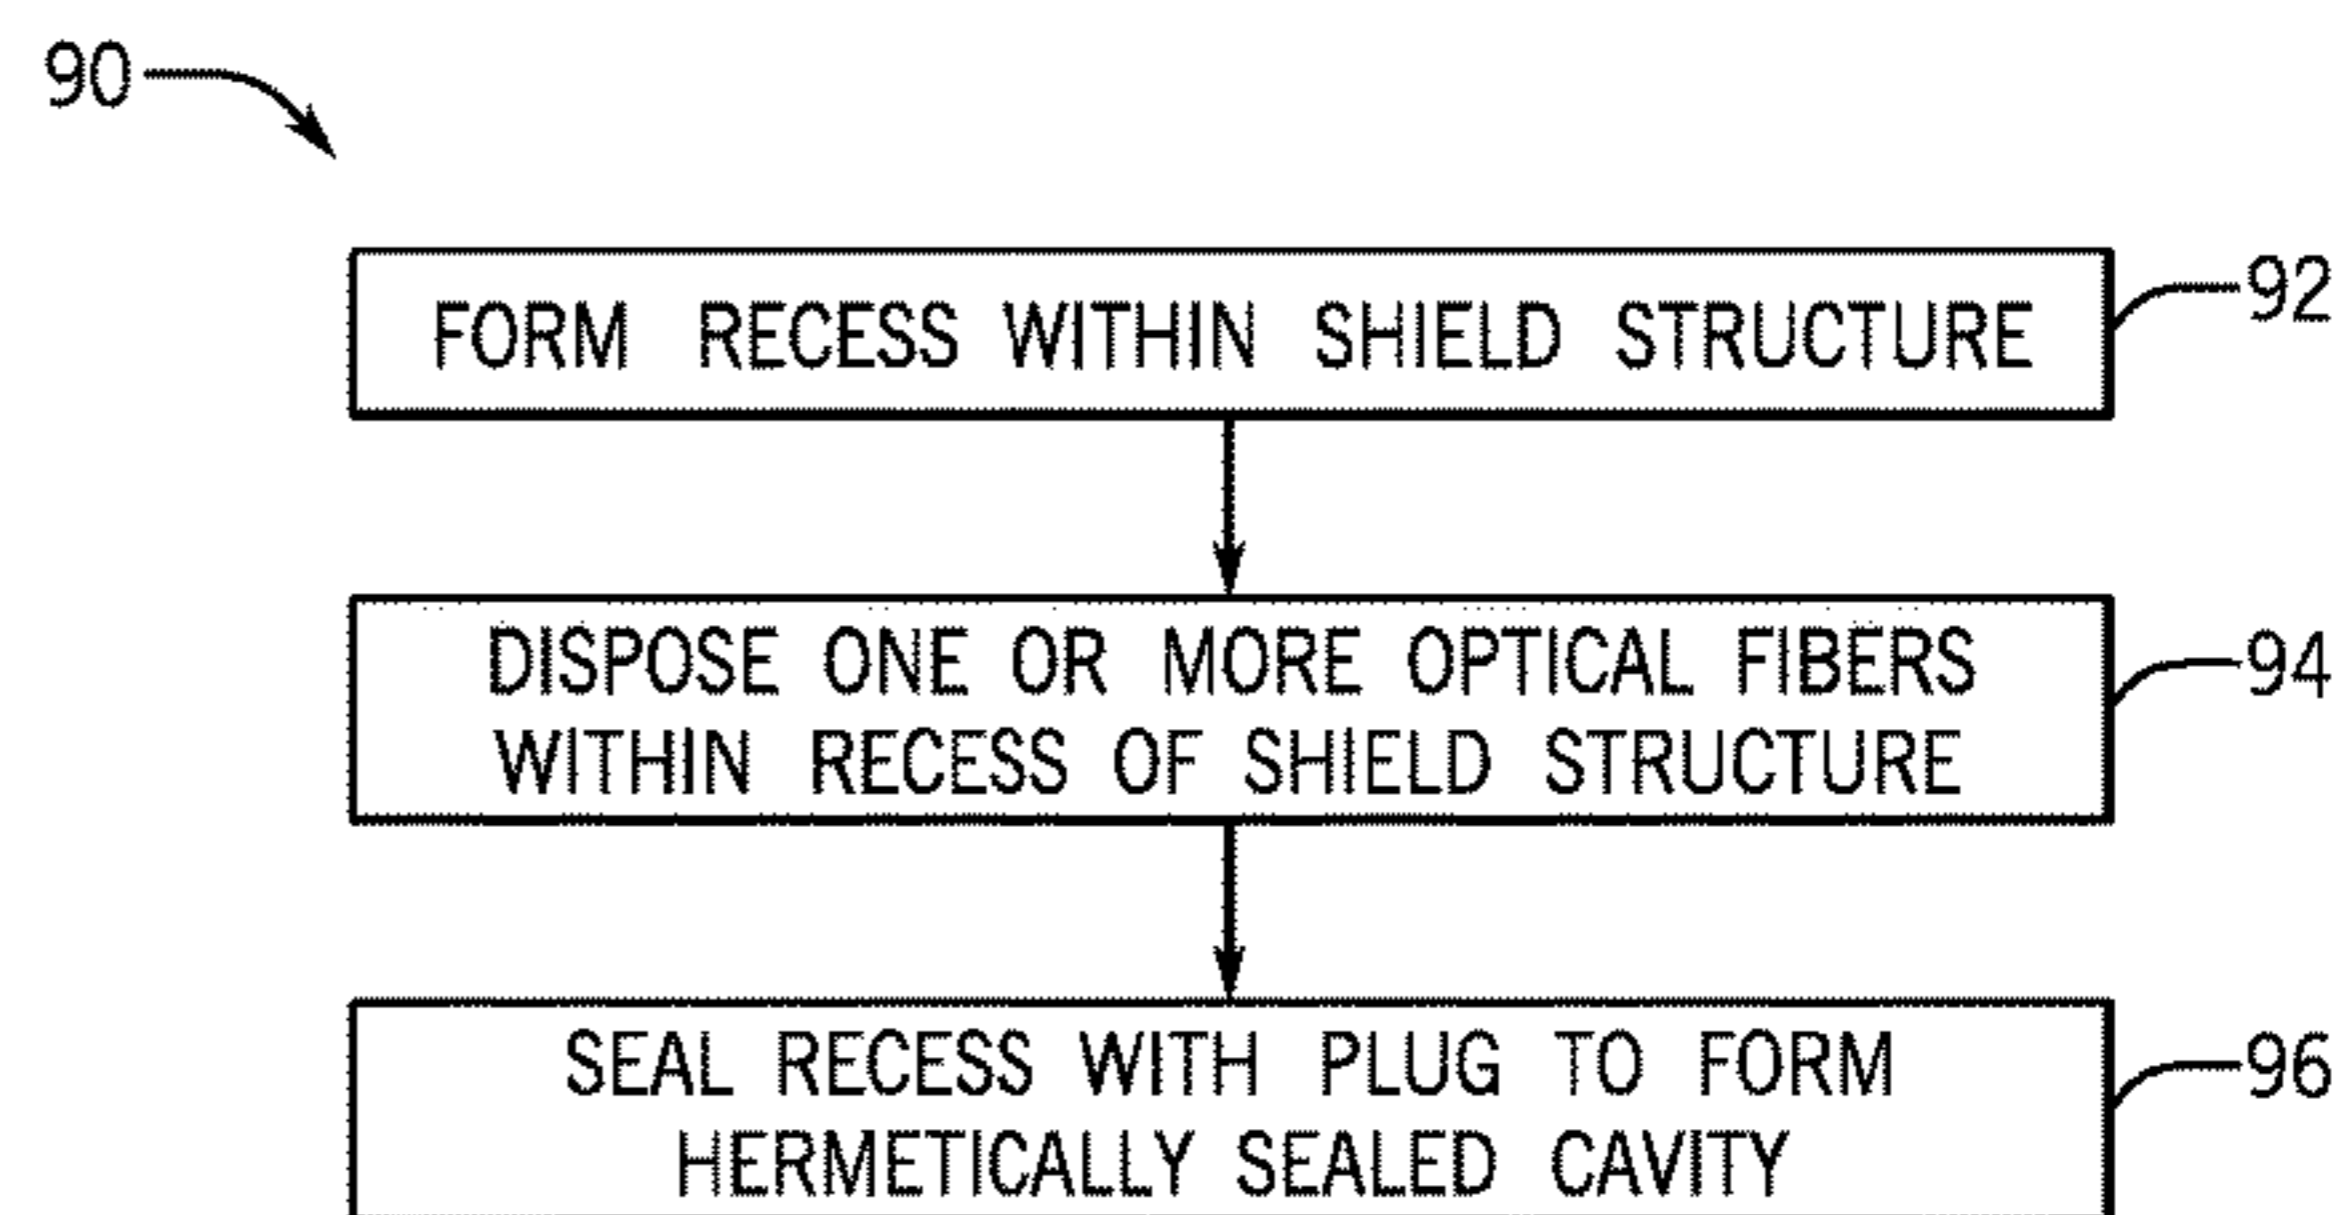 90
FORM RECESS WITHIN SHIELD STRUCTURE
92
DISPOSE ONE OR MORE OPTICAL FIBERS
WITHIN RECESS OF SHIELD STRUCTURE
94
SEAL RECESS WITH PLUG TO FORM
HERMETICALLY SEALED CAVITY
96